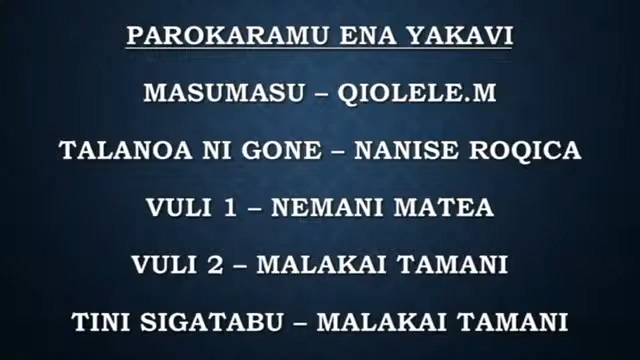 PAROKARAMU ENA YAKAVI
MASUMASU – QIOLELE.M
TALANOA NI GONE – NANISE ROQICA
VULI 1 – NEMANI MATEA
VULI 2 – MALAKAI TAMANI
TINI SIGATABU – MALAKAI TAMANI